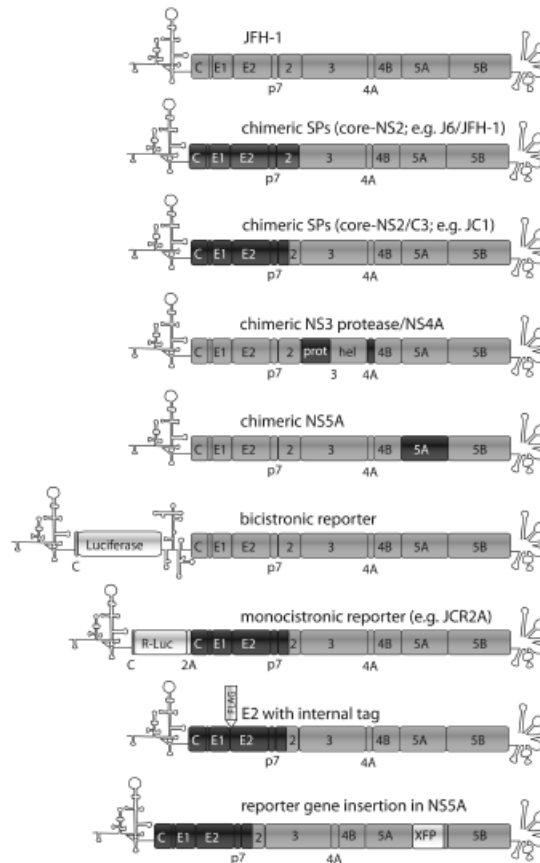 JFH-1
C E1 E2 2 3 4B 5A 5B
p7 4A
chimeric SPs (core-NS2; e.g. J6/JFH-1)
C E1 E2 2 3 4B 5A 5B
p7 4A
chimeric SPs (core-NS2/C3; e.g. JC1)
C E1 E2 2 3 4B 5A 5B
p7 4A
chimeric NS3 protease/NS4A
C E1 E2 2 prot hel 4B 5A 5B
p7 3 4A
chimeric NS5A
C E1 E2 2 3 4B 5A 5B
p7 4A
bicistronic reporter
Luciferase C E1 E2 2 3 4B 5A 5B
C p7 4A
monocistronic reporter (e.g. JCR2A)
R-Luc C E1 E2 2 3 4B 5A 5B
C 2A p7 4A
FLAG
E2 with internal tag
C E1 E2 2 3 4B 5A 5B
p7 4A
reporter gene insertion in NS5A
C E1 E2 2 3 4B 5A XFP 5B
p7 4A